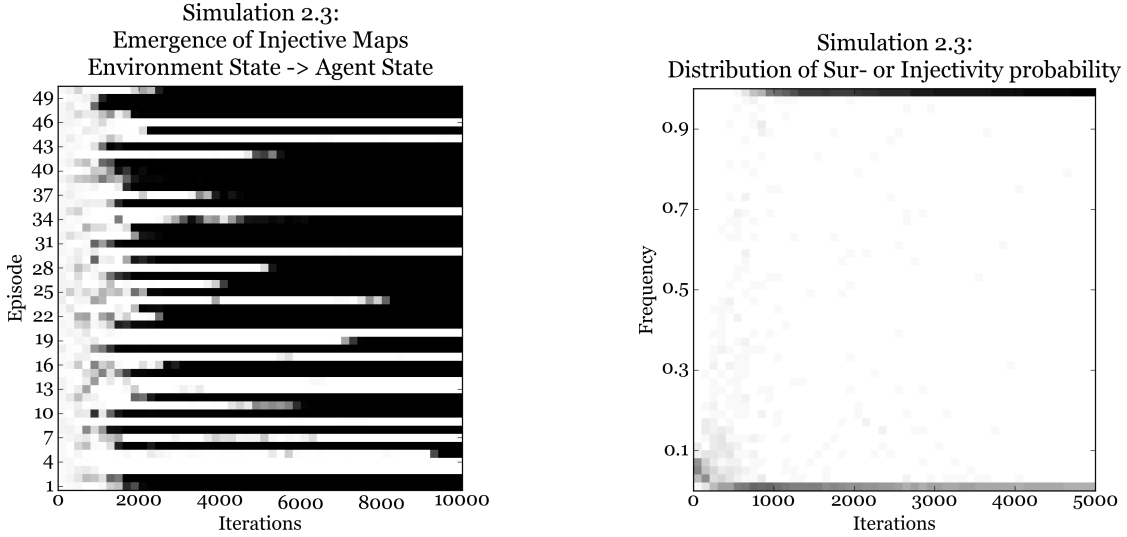 Simulation 2.3:
Emergence of Injective Maps
Environment State -> Agent State
49
46
43
40
37
34
31
28
25
22
19
16
13
10
7
4
1
Episode
0 2000 4000 6000 8000 10000
Iterations
Simulation 2.3:
Distribution of Sur- or Injectivity probability
0.9
0.7
0.5
0.3
0.1
Frequency
0 1000 2000 3000 4000 5000
Iterations